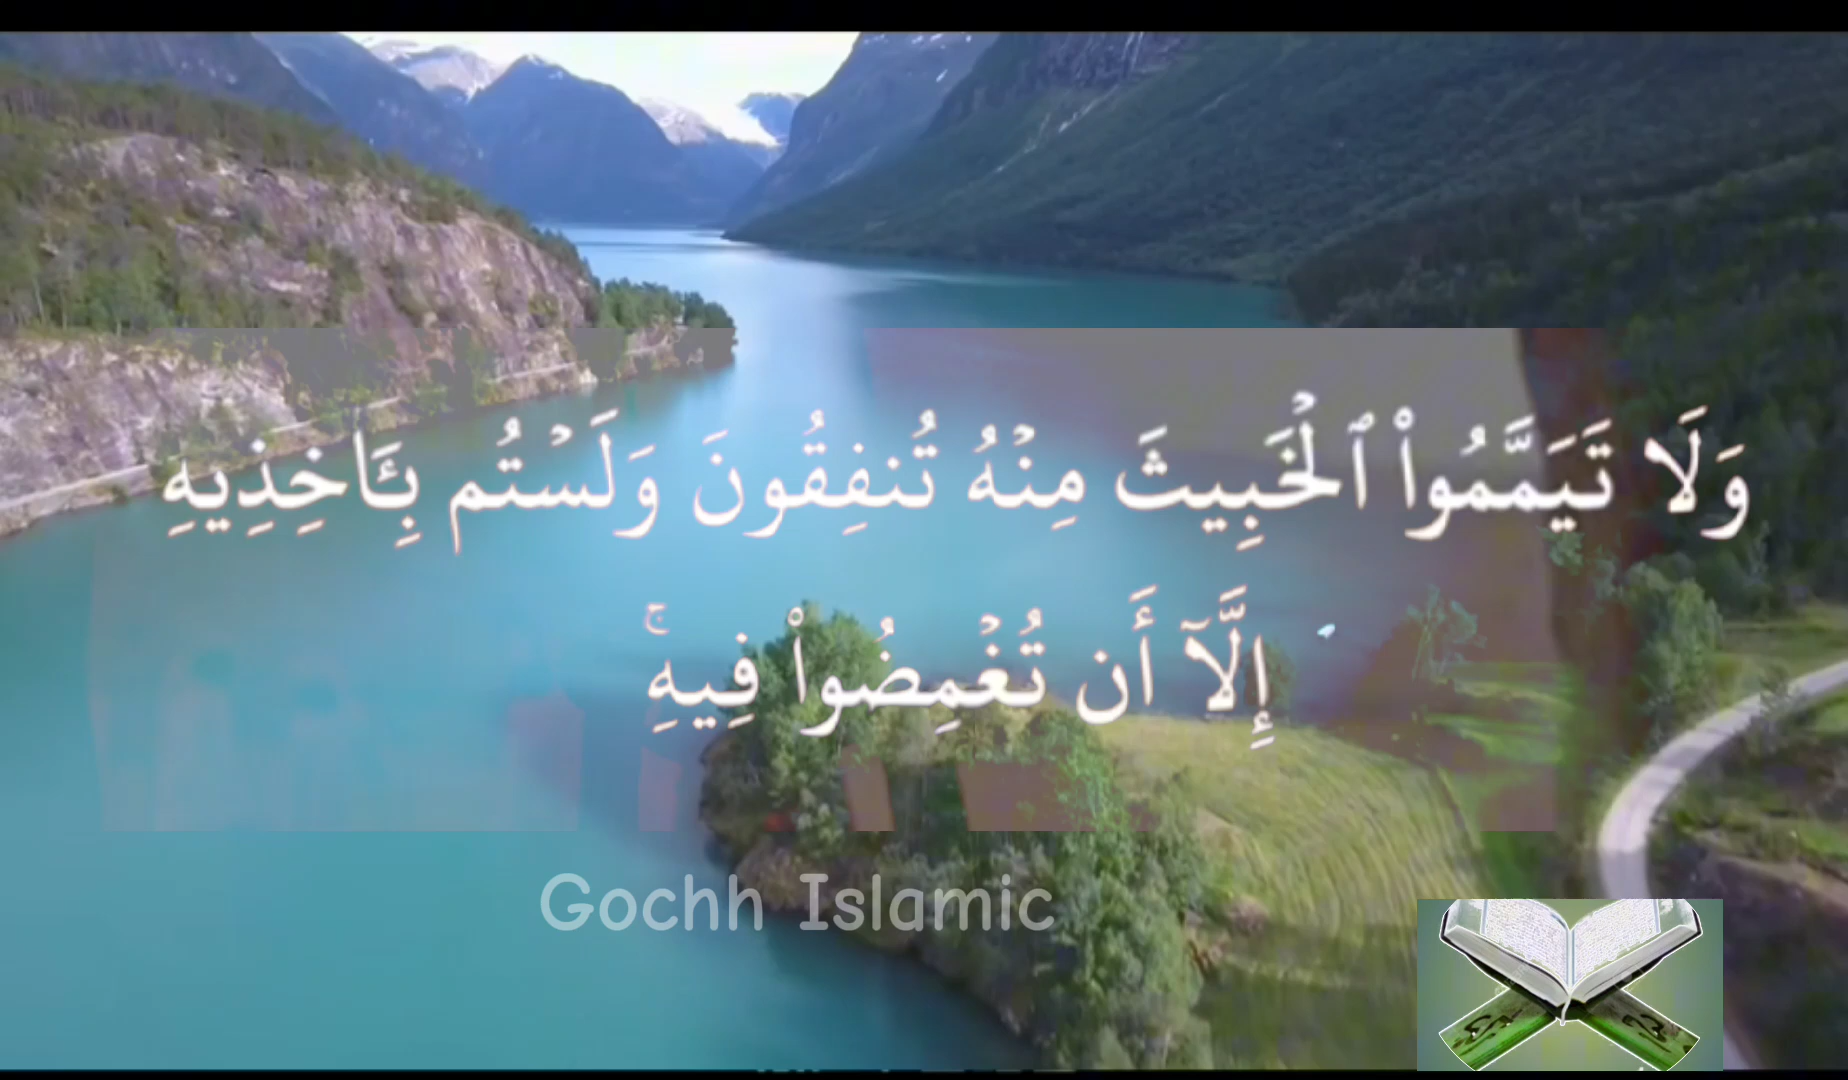 وَلَا تَيَمَّمُوا۟ ٱلْخَبِيثَ مِنْهُ تُنفِقُونَ وَلَسْتُم بِـَٔاخِذِيهِ
إِلَّآ أَن تُغْمِضُوا۟ فِيهِ ۚ
Gochh Islamic